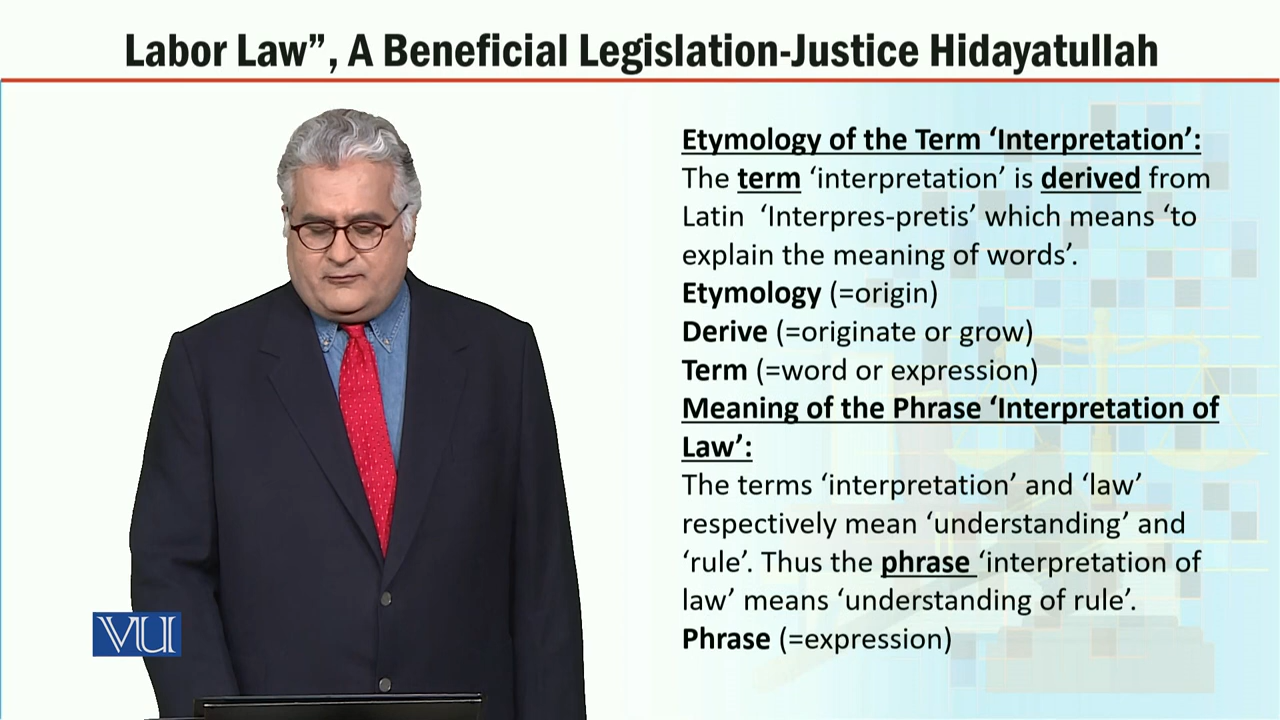 Labor Law”, A Beneficial Legislation-Justice Hidayatullah
Etymology of the Term ‘Interpretation’:
The term ‘interpretation’ is derived from
Latin ‘Interpres-pretis’ which means ‘to
explain the meaning of words’.
Etymology (=origin)
Derive (=originate or grow)
Term (=word or expression)
Meaning of the Phrase ‘Interpretation of
Law’:
The terms ‘interpretation’ and ‘law’
respectively mean ‘understanding’ and
‘rule’. Thus the phrase ‘interpretation of
law’ means ‘understanding of rule’.
Phrase (=expression)
VU